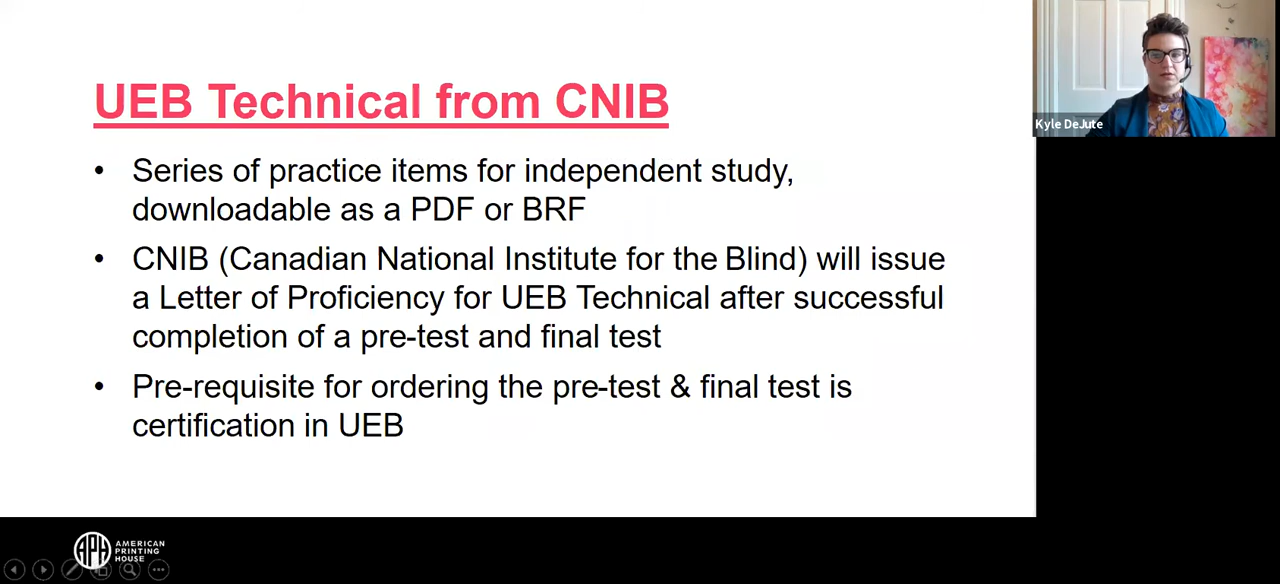 UEB Technical from CNIB
• Series of practice items for independent study,
downloadable as a PDF or BRF
• CNIB (Canadian National Institute for the Blind) will issue
a Letter of Proficiency for UEB Technical after successful
completion of a pre-test and final test
• Pre-requisite for ordering the pre-test & final test is
certification in UEB
Kyle DeJute
APH
AMERICAN
PRINTING
HOUSE